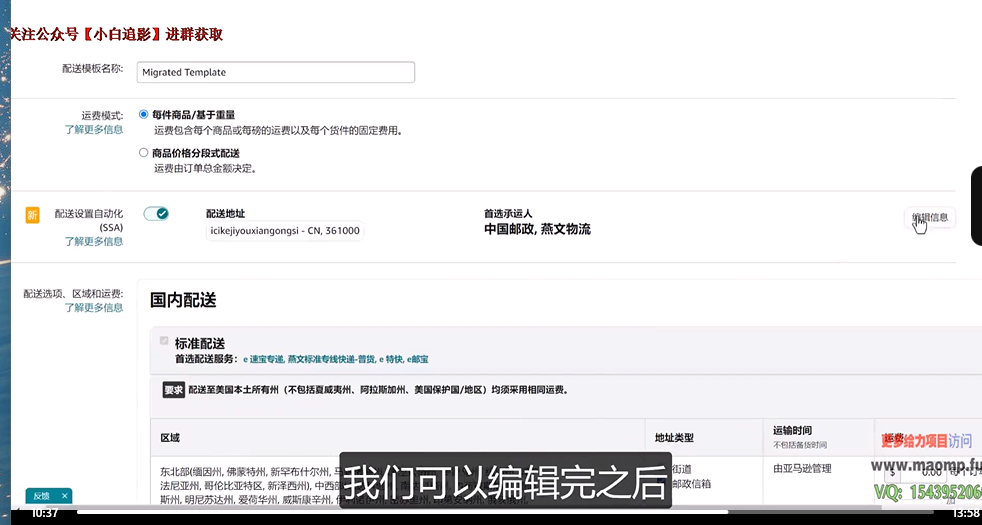 关注公众号【小白追影】进群获取
配送模板名称:
Migrated Template
运费模式:
了解更多信息
每件商品/基于重量
运费包含每个商品或每磅的运费以及每个货件的固定费用。
商品价格分段式配送
运费由订单总金额决定。
新
配送设置自动化
(SSA)
了解更多信息
配送地址
icikejiyouxiangongsi - CN, 361000
首选承运人
中国邮政, 燕文物流
编辑信息
配送选项、区域和运费:
了解更多信息
国内配送
标准配送
首选配送服务: e 速宝专递, 燕文标准专线快递-普货, e 特快, e邮宝
要求 配送至美国本土所有州（不包括夏威夷州、阿拉斯加州、美国保护国/地区）均须采用相同运费。
区域
地址类型
运输时间
不包括备货时间
运费
更多给力项目访问
东北部(缅因州, 佛蒙特州, 新罕布什尔州,
法尼亚州, 哥伦比亚特区, 新泽西州), 中西部
斯州, 明尼苏达州, 爱荷华州, 威斯康辛州,
街道
邮政信箱
由亚马逊管理
$ 0.00
www.maomp.fu
VQ: 1543952060
我们可以编辑完之后
反馈 ×
10:37
13:58